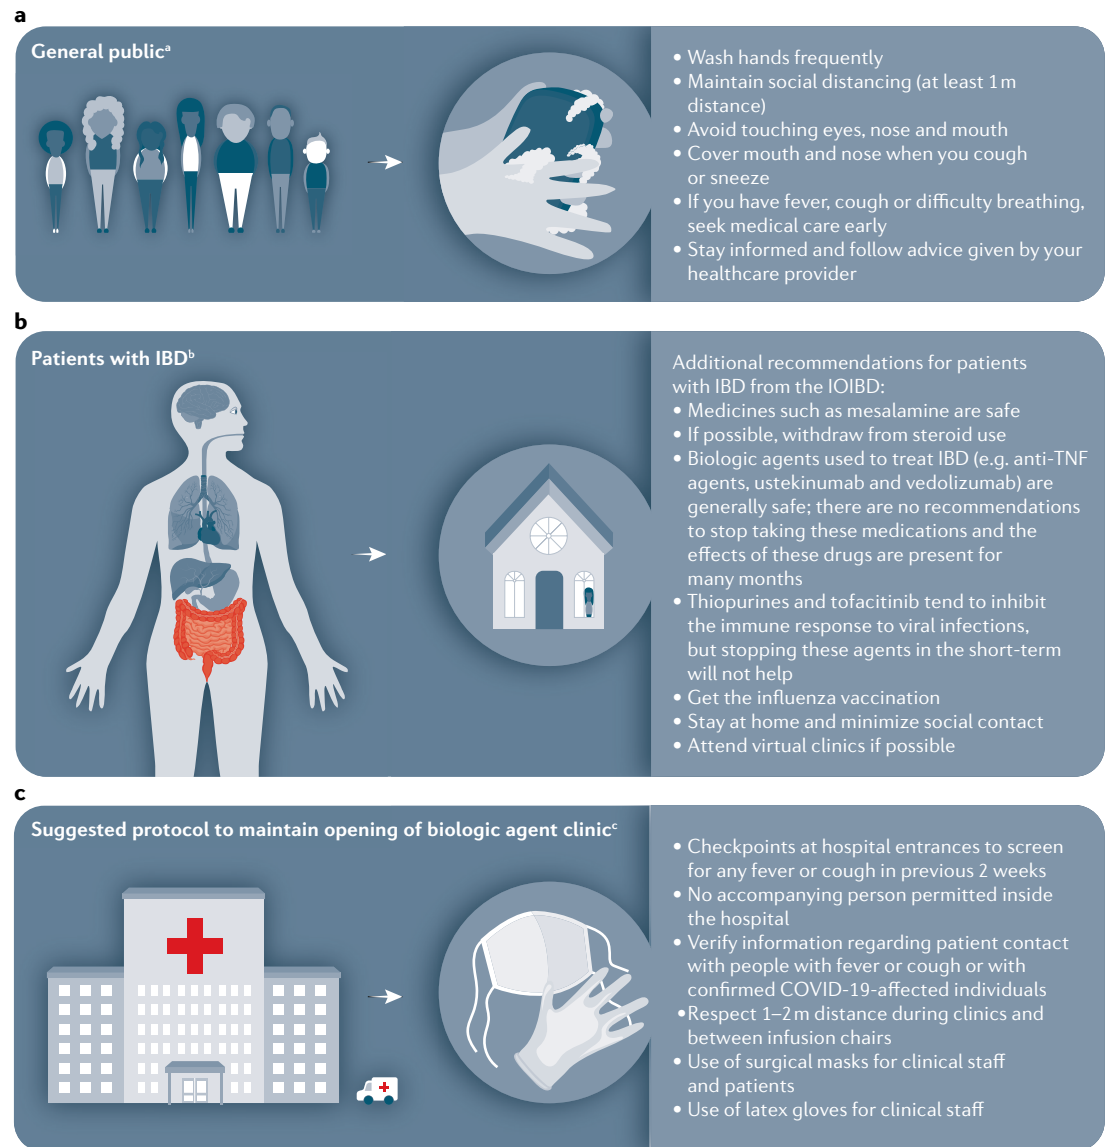 a
General publicᵃ
• Wash hands frequently
• Maintain social distancing (at least 1 m
distance)
• Avoid touching eyes, nose and mouth
• Cover mouth and nose when you cough
or sneeze
• If you have fever, cough or difficulty breathing,
seek medical care early
• Stay informed and follow advice given by your
healthcare provider
b
Patients with IBDᵇ
Additional recommendations for patients
with IBD from the IOIBD:
• Medicines such as mesalamine are safe
• If possible, withdraw from steroid use
• Biologic agents used to treat IBD (e.g. anti-TNF
agents, ustekinumab and vedolizumab) are
generally safe; there are no recommendations
to stop taking these medications and the
effects of these drugs are present for
many months
• Thiopurines and tofacitinib tend to inhibit
the immune response to viral infections,
but stopping these agents in the short-term
will not help
• Get the influenza vaccination
• Stay at home and minimize social contact
• Attend virtual clinics if possible
c
Suggested protocol to maintain opening of biologic agent clinicᶜ
• Checkpoints at hospital entrances to screen
for any fever or cough in previous 2 weeks
• No accompanying person permitted inside
the hospital
• Verify information regarding patient contact
with people with fever or cough or with
confirmed COVID-19-affected individuals
• Respect 1–2 m distance during clinics and
between infusion chairs
• Use of surgical masks for clinical staff
and patients
• Use of latex gloves for clinical staff